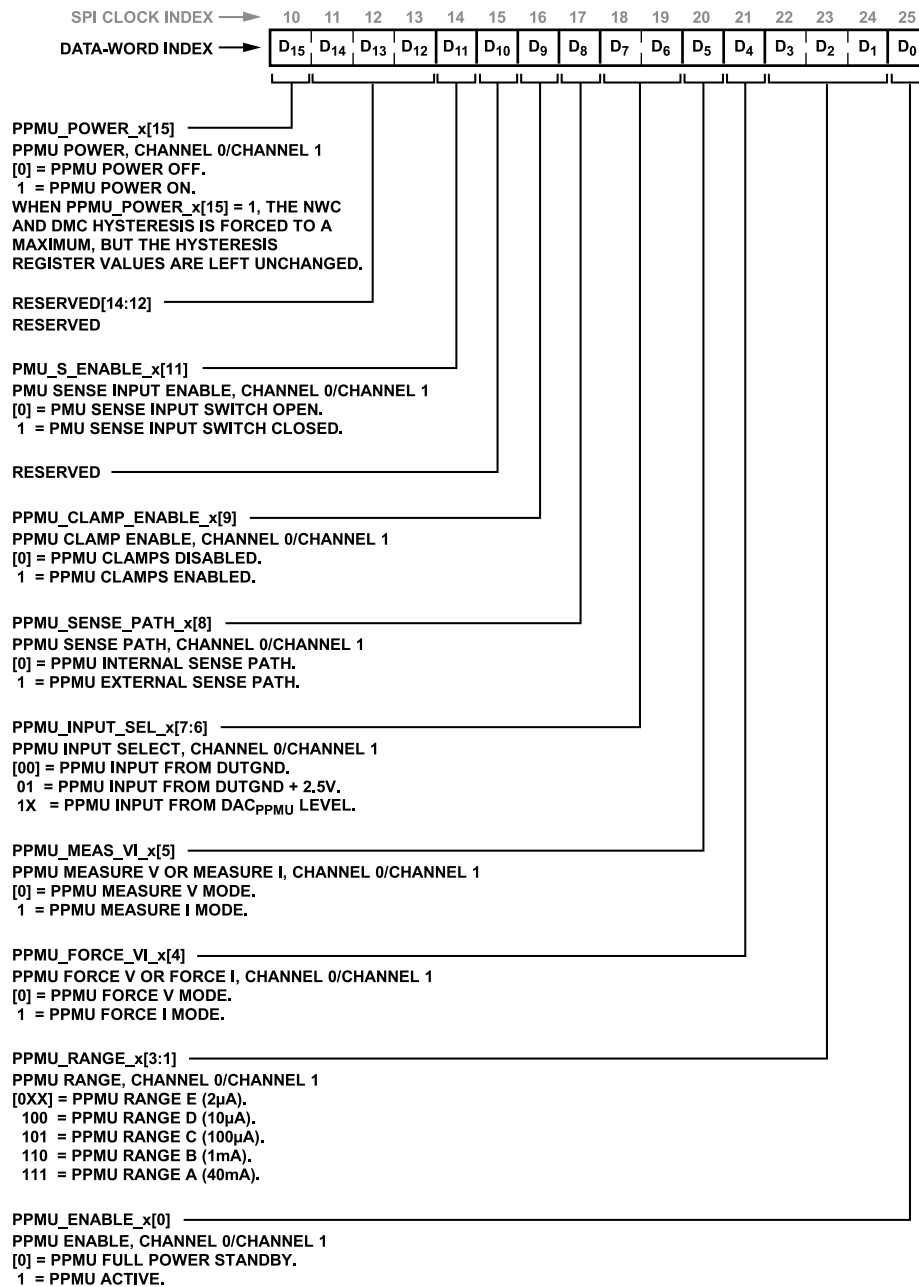 SPI CLOCK INDEX 10 11 12 13 14 15 16 17 18 19 20 21 22 23 24 25
DATA-WORD INDEX D15 D14 D13 D12 D11 D10 D9 D8 D7 D6 D5 D4 D3 D2 D1 D0
PPMU_POWER_x[15]
PPMU POWER, CHANNEL 0/CHANNEL 1
[0] = PPMU POWER OFF.
1 = PPMU POWER ON.
WHEN PPMU_POWER_x[15] = 1, THE NWC
AND DMC HYSTERESIS IS FORCED TO A
MAXIMUM, BUT THE HYSTERESIS
REGISTER VALUES ARE LEFT UNCHANGED.
RESERVED[14:12]
RESERVED
PMU_S_ENABLE_x[11]
PMU SENSE INPUT ENABLE, CHANNEL 0/CHANNEL 1
[0] = PMU SENSE INPUT SWITCH OPEN.
1 = PMU SENSE INPUT SWITCH CLOSED.
RESERVED
PPMU_CLAMP_ENABLE_x[9]
PPMU CLAMP ENABLE, CHANNEL 0/CHANNEL 1
[0] = PPMU CLAMPS DISABLED.
1 = PPMU CLAMPS ENABLED.
PPMU_SENSE_PATH_x[8]
PPMU SENSE PATH, CHANNEL 0/CHANNEL 1
[0] = PPMU INTERNAL SENSE PATH.
1 = PPMU EXTERNAL SENSE PATH.
PPMU_INPUT_SEL_x[7:6]
PPMU INPUT SELECT, CHANNEL 0/CHANNEL 1
[00] = PPMU INPUT FROM DUTGND.
01 = PPMU INPUT FROM DUTGND + 2.5V.
1X = PPMU INPUT FROM DACPPMU LEVEL.
PPMU_MEAS_VI_x[5]
PPMU MEASURE V OR MEASURE I, CHANNEL 0/CHANNEL 1
[0] = PPMU MEASURE V MODE.
1 = PPMU MEASURE I MODE.
PPMU_FORCE_VI_x[4]
PPMU FORCE V OR FORCE I, CHANNEL 0/CHANNEL 1
[0] = PPMU FORCE V MODE.
1 = PPMU FORCE I MODE.
PPMU_RANGE_x[3:1]
PPMU RANGE, CHANNEL 0/CHANNEL 1
[0XX] = PPMU RANGE E (2µA).
100 = PPMU RANGE D (10µA).
101 = PPMU RANGE C (100µA).
110 = PPMU RANGE B (1mA).
111 = PPMU RANGE A (40mA).
PPMU_ENABLE_x[0]
PPMU ENABLE, CHANNEL 0/CHANNEL 1
[0] = PPMU FULL POWER STANDBY.
1 = PPMU ACTIVE.